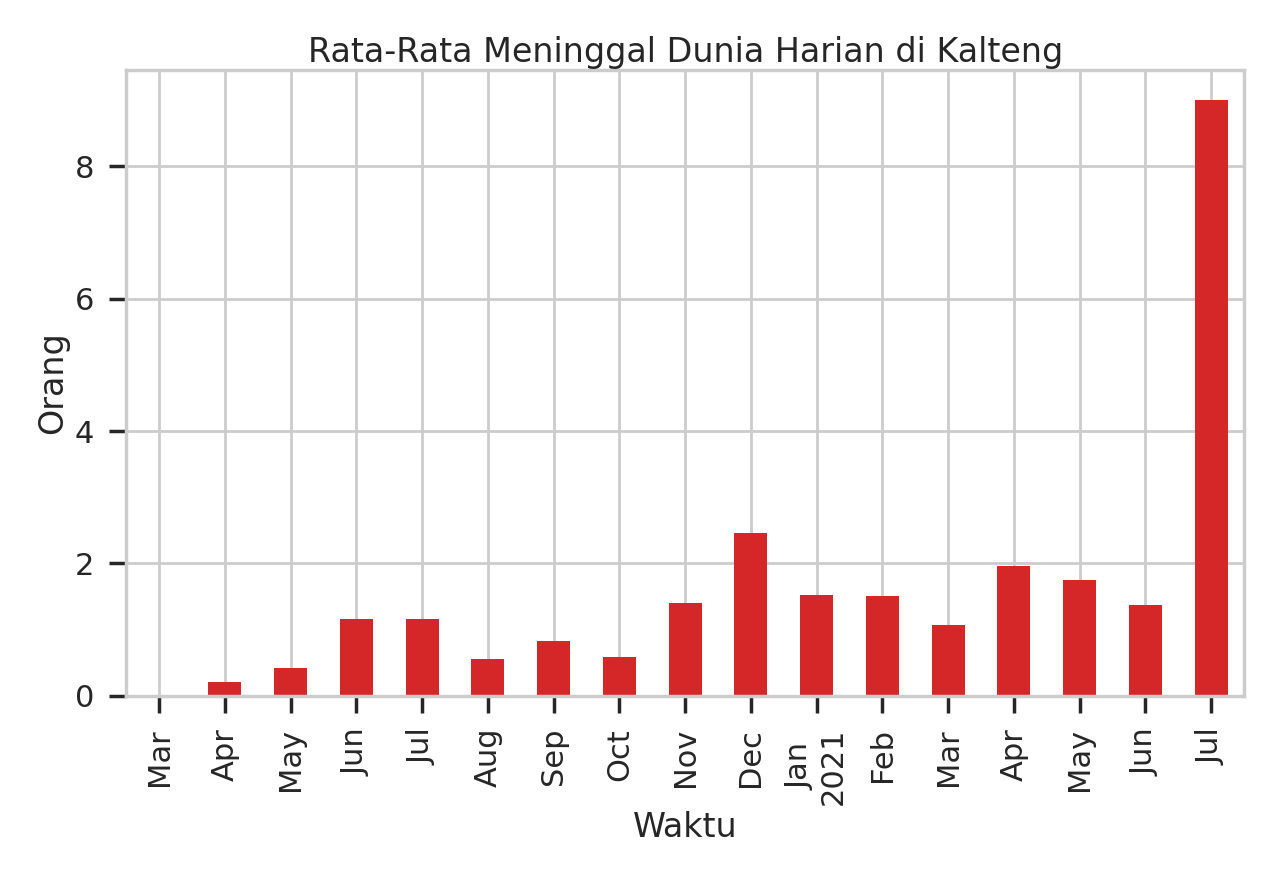 Rata-Rata Meninggal Dunia Harian di Kalteng
Orang
8
6
4
2
0
Mar
Apr
May
Jun
Jul
Aug
Sep
Oct
Nov
Dec
Jan
2021
Feb
Mar
Apr
May
Jun
Jul
Waktu